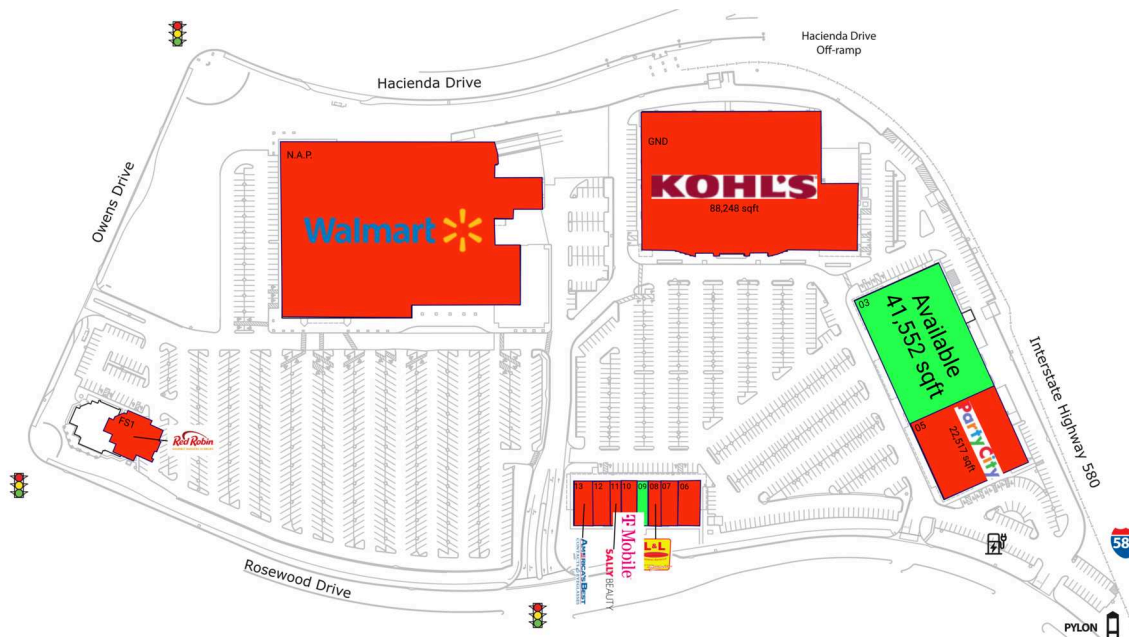 Hacienda Drive
Off-ramp
Hacienda Drive
Owens Drive
N.A.P.
Walmart
GND
KOHL'S
88,248 sqft
03
Available
41,552 sqft
05
Party City
22,517 sqft
Interstate Highway 580
FS1
Red Robin
13
12
11
10
09
08
07
06
AMERICA'S BEST
SALLY BEAUTY
T Mobile
L&L
Rosewood Drive
58
PYLON